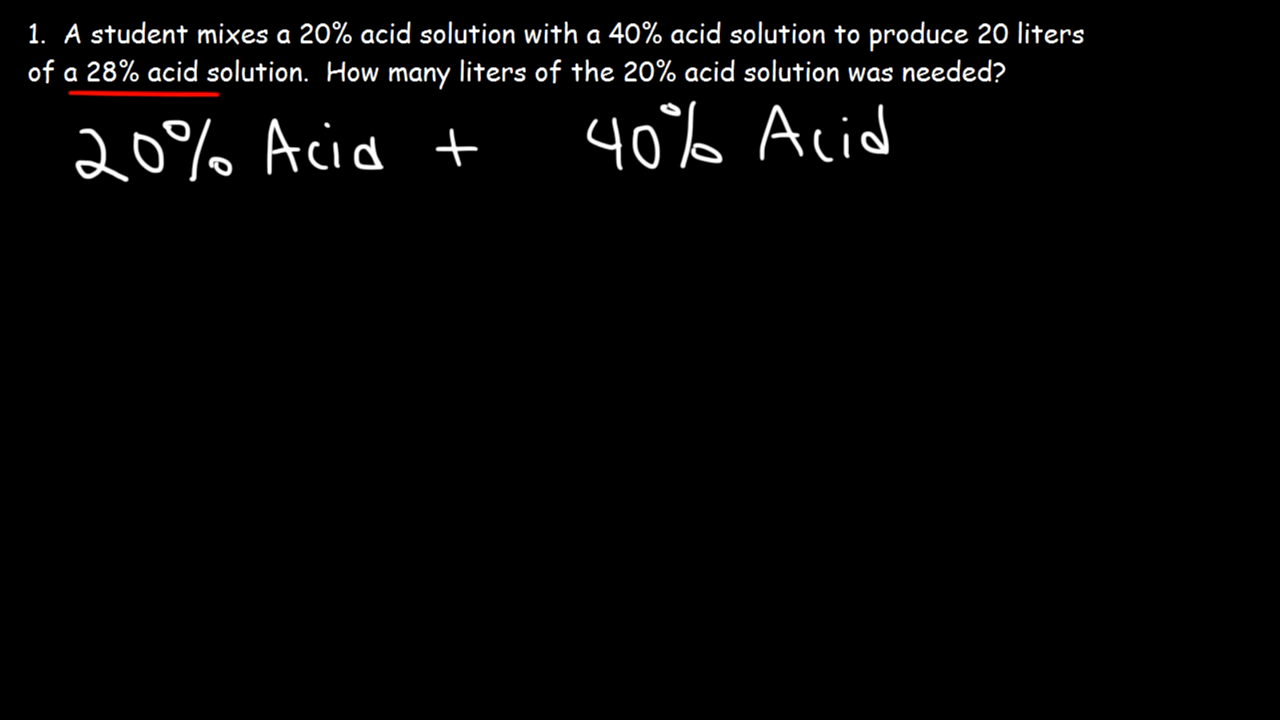 1. A student mixes a 20% acid solution with a 40% acid solution to produce 20 liters
of a 28% acid solution. How many liters of the 20% acid solution was needed?
20% Acid + 40% Acid